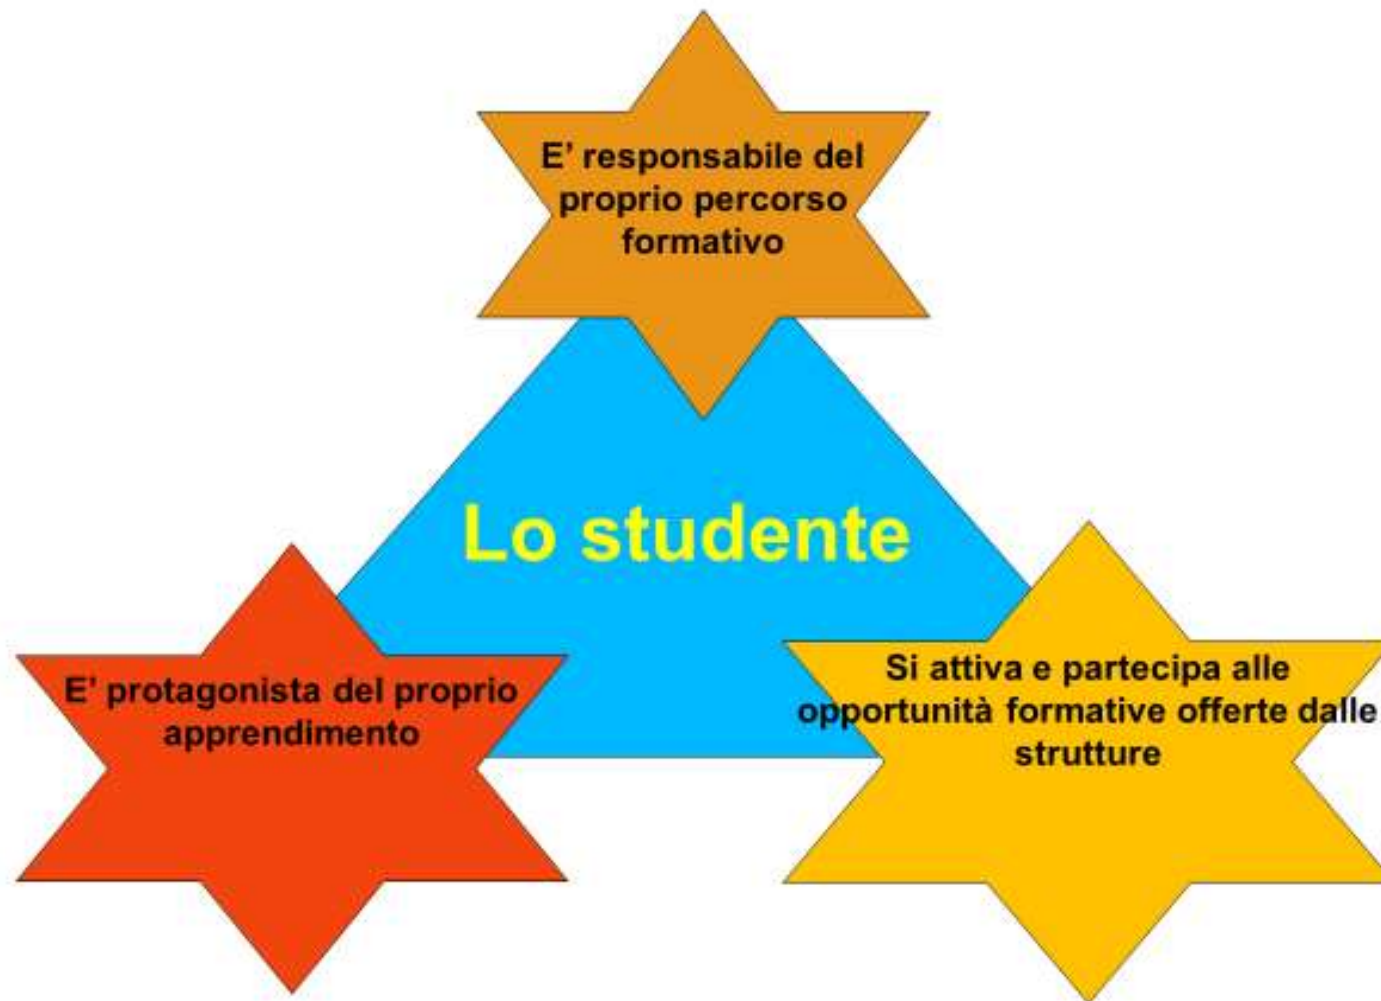 E' responsabile del
proprio percorso
formativo
Lo studente
E' protagonista del proprio
apprendimento
Si attiva e partecipa alle
opportunità formative offerte dalle
strutture